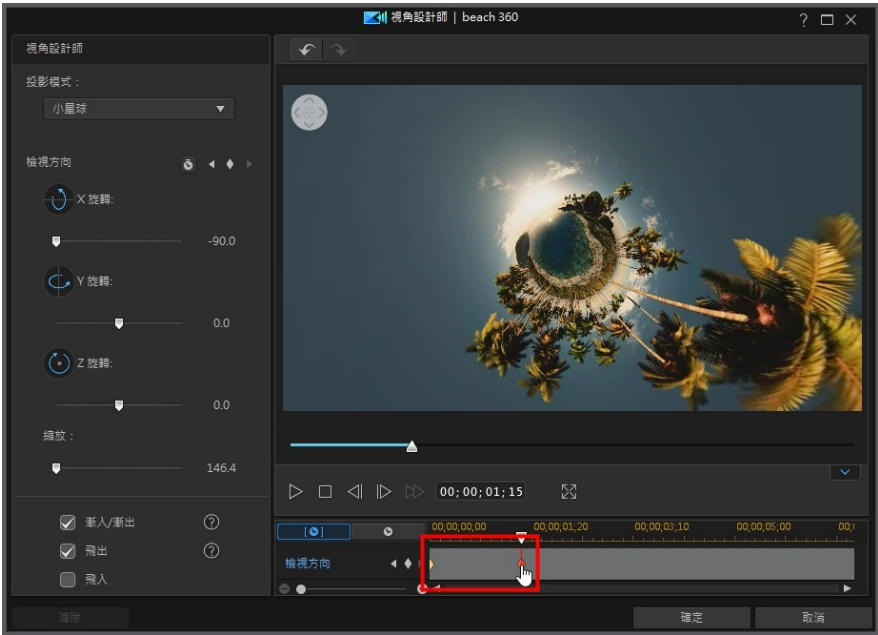 視角設計師 | beach 360
視角設計師
投影模式：
小星球
檢視方向
X 旋轉:
-90.0
Y 旋轉:
0.0
Z 旋轉:
0.0
縮放：
146.4
漸入/漸出
飛出
飛入
清除
00;00;01;15
00;00;00;00
00;00;01;20
00;00;03;10
00;00;05;00
檢視方向
確定
取消